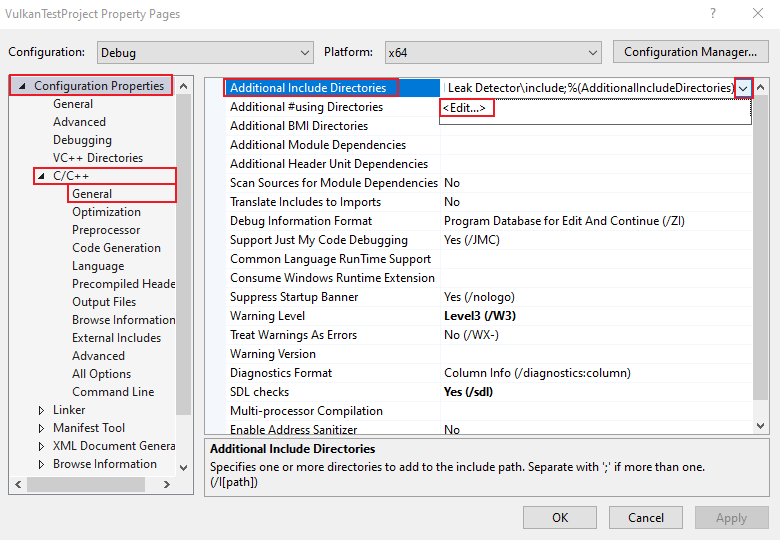 VulkanTestProject Property Pages
Configuration: Debug Platform: x64 Configuration Manager...
Configuration Properties
General
Advanced
Debugging
VC++ Directories
C/C++
General
Optimization
Preprocessor
Code Generation
Language
Precompiled Heade
Output Files
Browse Information
External Includes
Advanced
All Options
Command Line
Linker
Manifest Tool
XML Document Genera
Browse Information
Additional Include Directories Leak Detector\include;%(AdditionalIncludeDirectories)
Additional #using Directories <Edit...>
Additional BMI Directories
Additional Module Dependencies
Additional Header Unit Dependencies
Scan Sources for Module Dependencies No
Translate Includes to Imports No
Debug Information Format Program Database for Edit And Continue (/ZI)
Support Just My Code Debugging Yes (/JMC)
Common Language RunTime Support
Consume Windows Runtime Extension
Suppress Startup Banner Yes (/nologo)
Warning Level Level3 (/W3)
Treat Warnings As Errors No (/WX-)
Warning Version
Diagnostics Format Column Info (/diagnostics:column)
SDL checks Yes (/sdl)
Multi-processor Compilation
Enable Address Sanitizer No
Additional Include Directories
Specifies one or more directories to add to the include path. Separate with ';' if more than one.
(/I[path])
OK Cancel Apply